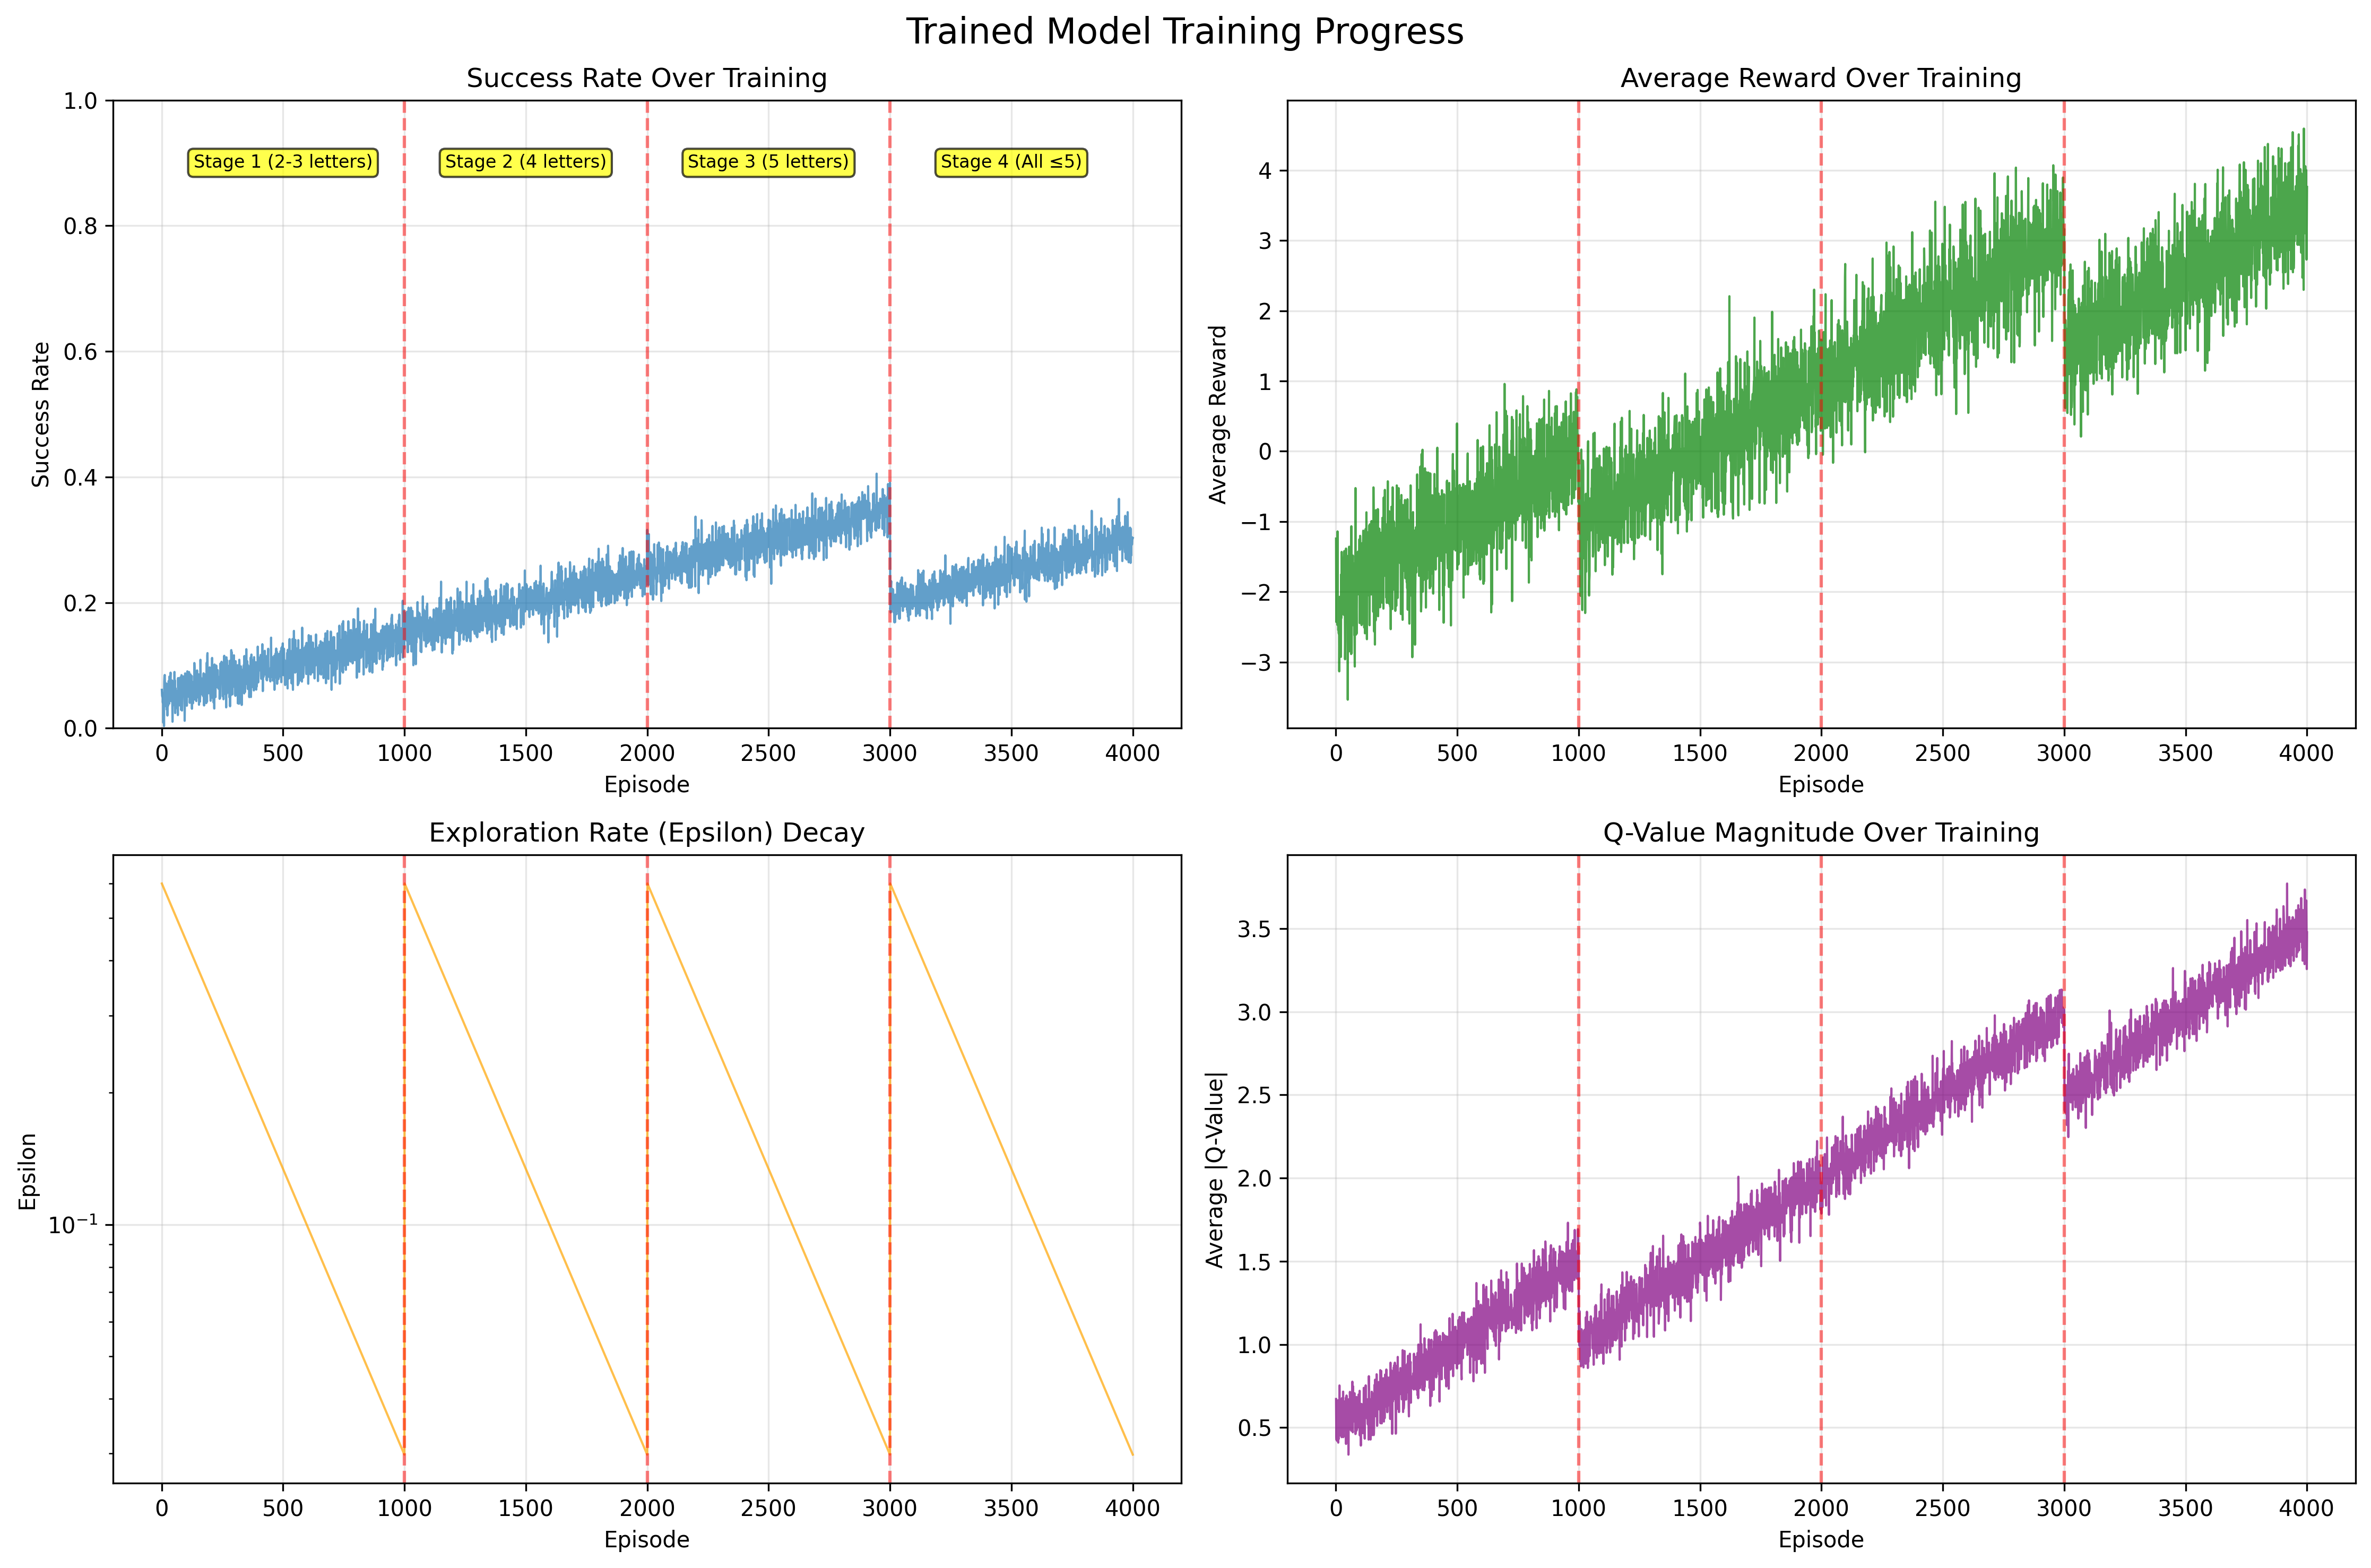 Trained Model Training Progress
Success Rate Over Training
1.0
0.8
0.6
0.4
0.2
0.0
Success Rate
Stage 1 (2-3 letters)
Stage 2 (4 letters)
Stage 3 (5 letters)
Stage 4 (All ≤5)
0 500 1000 1500 2000 2500 3000 3500 4000
Episode
Average Reward Over Training
4
3
2
1
0
−1
−2
−3
Average Reward
0 500 1000 1500 2000 2500 3000 3500 4000
Episode
Exploration Rate (Epsilon) Decay
Epsilon
10⁻¹
0 500 1000 1500 2000 2500 3000 3500 4000
Episode
Q-Value Magnitude Over Training
3.5
3.0
2.5
2.0
1.5
1.0
0.5
Average |Q-Value|
0 500 1000 1500 2000 2500 3000 3500 4000
Episode